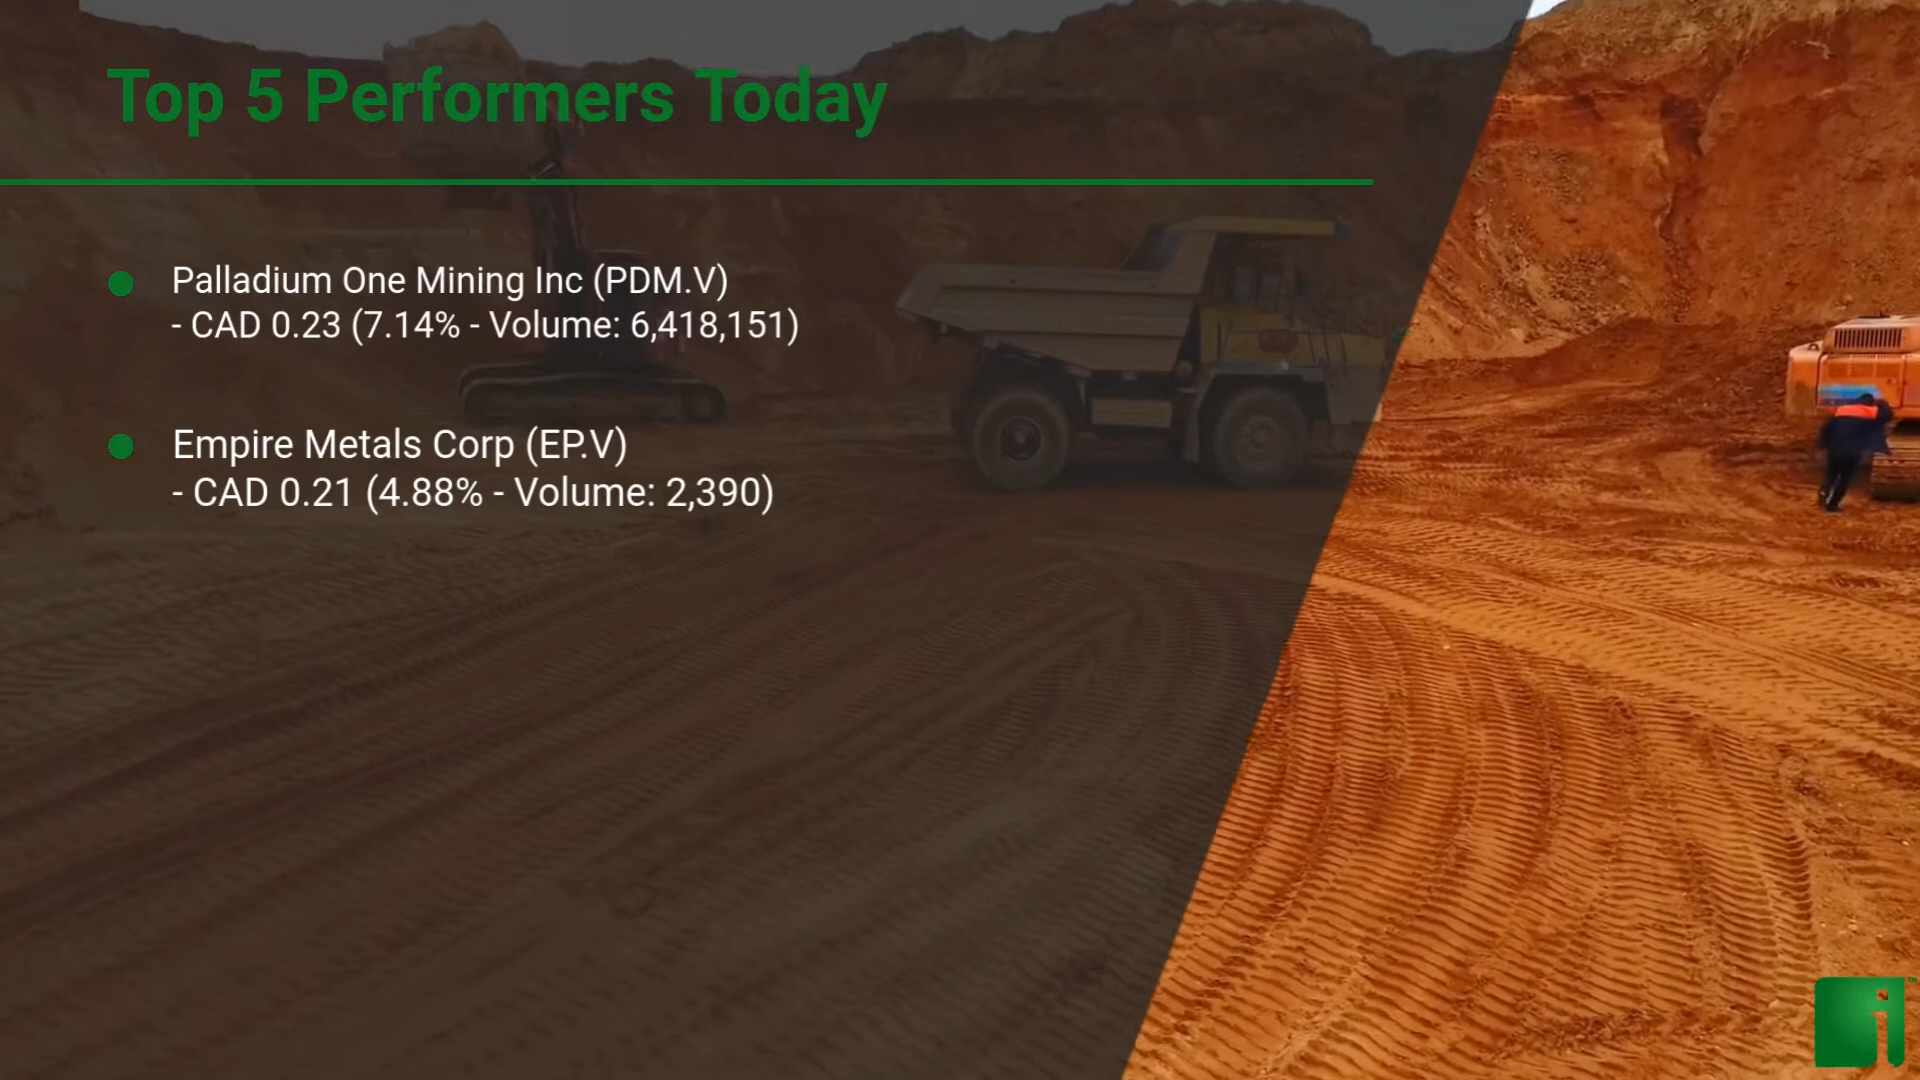 Top 5 Performers Today
Palladium One Mining Inc (PDM.V)
- CAD 0.23 (7.14% - Volume: 6,418,151)
Empire Metals Corp (EP.V)
- CAD 0.21 (4.88% - Volume: 2,390)